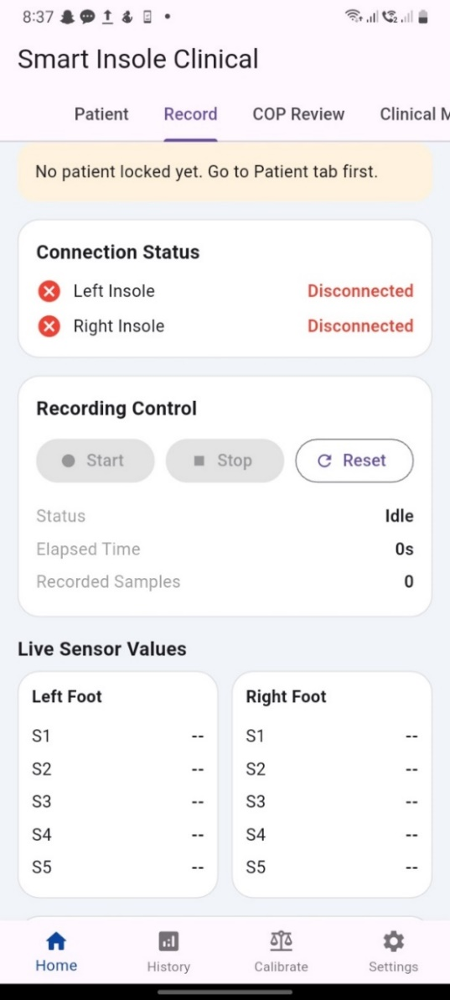 8:37
Smart Insole Clinical
Patient Record COP Review Clinical M
No patient locked yet. Go to Patient tab first.
Connection Status
Left Insole Disconnected
Right Insole Disconnected
Recording Control
Start Stop Reset
Status Idle
Elapsed Time 0s
Recorded Samples 0
Live Sensor Values
Left Foot
S1 --
S2 --
S3 --
S4 --
S5 --
Right Foot
S1 --
S2 --
S3 --
S4 --
S5 --
Home History Calibrate Settings